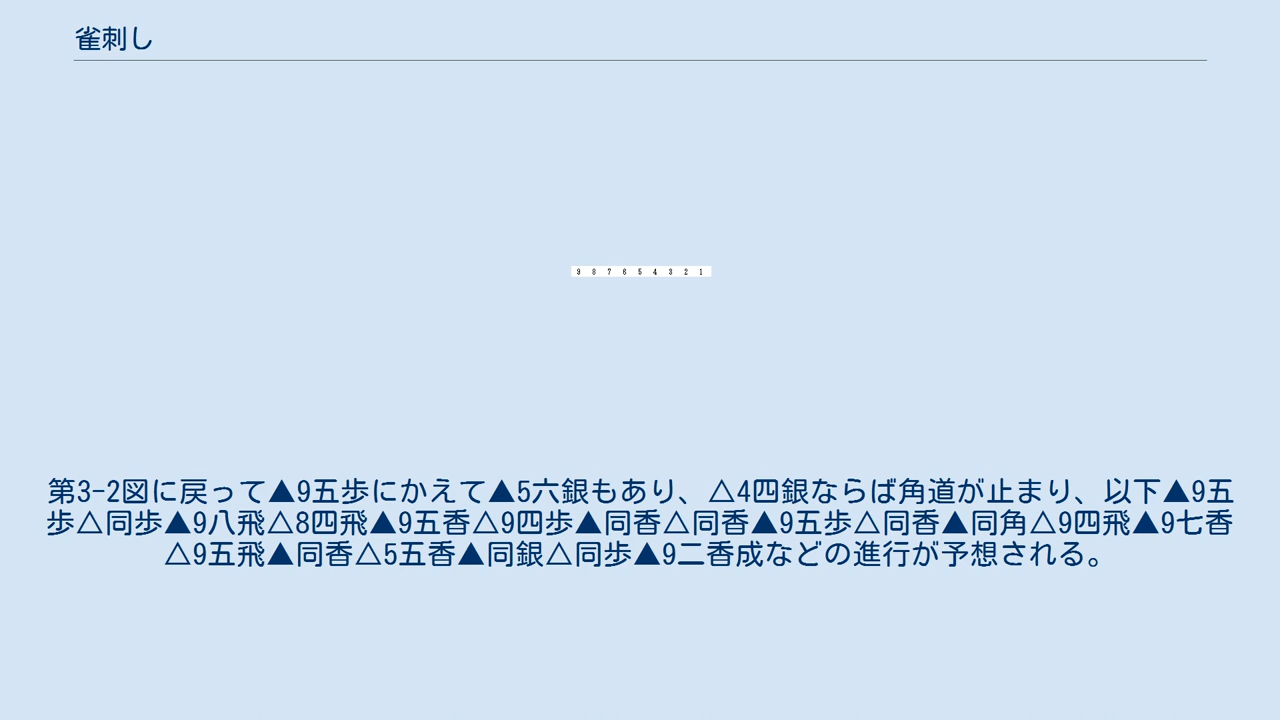 雀刺し
9 8 7 6 5 4 3 2 1
第3-2図に戻って▲9五歩にかえて▲5六銀もあり、△4四銀ならば角道が止まり、以下▲9五
歩△同歩▲9八飛△8四飛▲9五香△9四歩▲同香△同香▲9五歩△同香▲同角△9四飛▲9七香
△9五飛▲同香△5五香▲同銀△同歩▲9二香成などの進行が予想される。